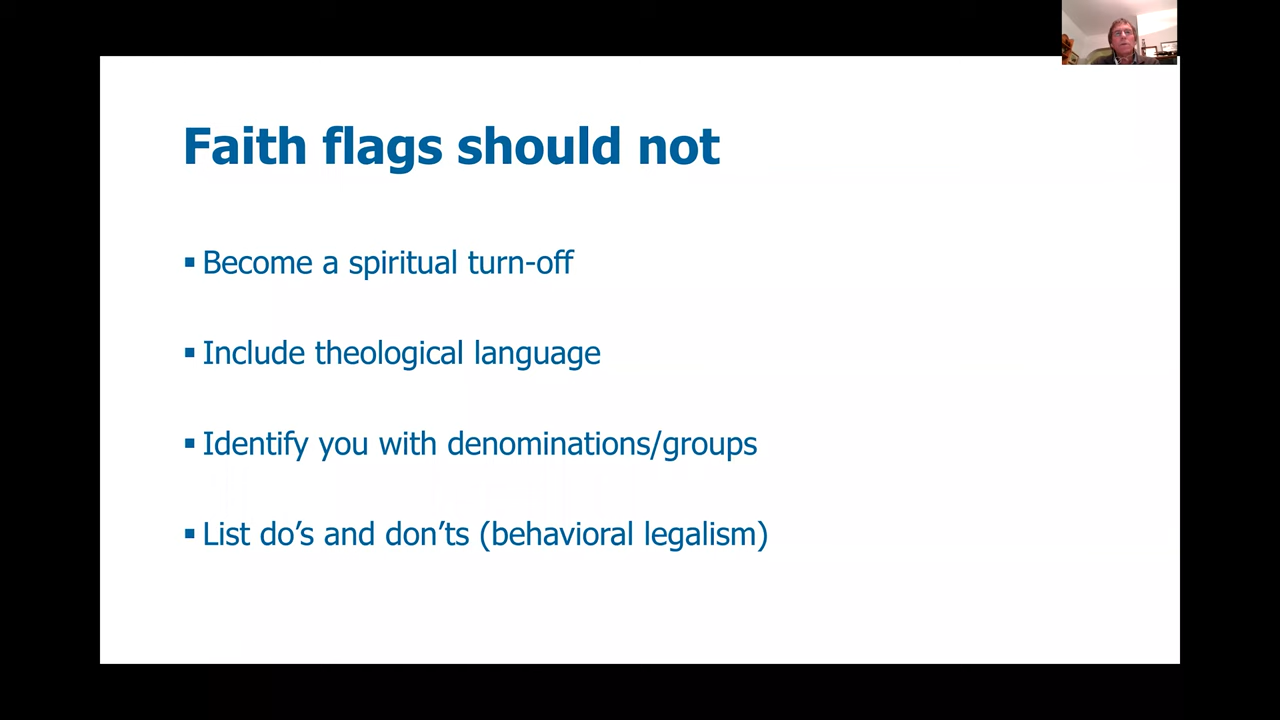 Faith flags should not
▪ Become a spiritual turn-off
▪ Include theological language
▪ Identify you with denominations/groups
▪ List do’s and don’ts (behavioral legalism)